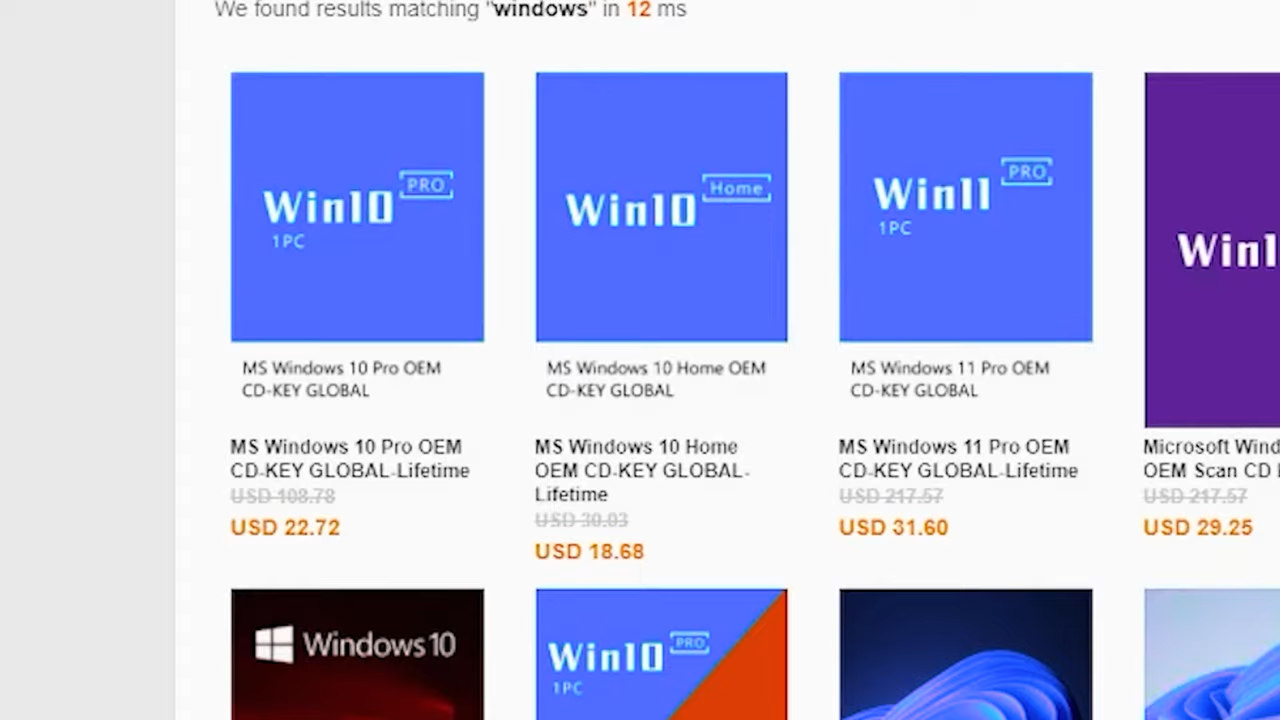 We found results matching "windows" in 12 ms
Win10 PRO
1PC
Win10 Home
Win11 PRO
1PC
MS Windows 10 Pro OEM
CD-KEY GLOBAL
MS Windows 10 Home OEM
CD-KEY GLOBAL
MS Windows 11 Pro OEM
CD-KEY GLOBAL
MS Windows 10 Pro OEM
CD-KEY GLOBAL-Lifetime
USD 108.78
USD 22.72
MS Windows 10 Home
OEM CD-KEY GLOBAL-
Lifetime
USD 30.03
USD 18.68
MS Windows 11 Pro OEM
CD-KEY GLOBAL-Lifetime
USD 217.57
USD 31.60
Microsoft
OEM Scan CD
USD 217.57
USD 29.25
Windows 10
Win10 PRO
1PC